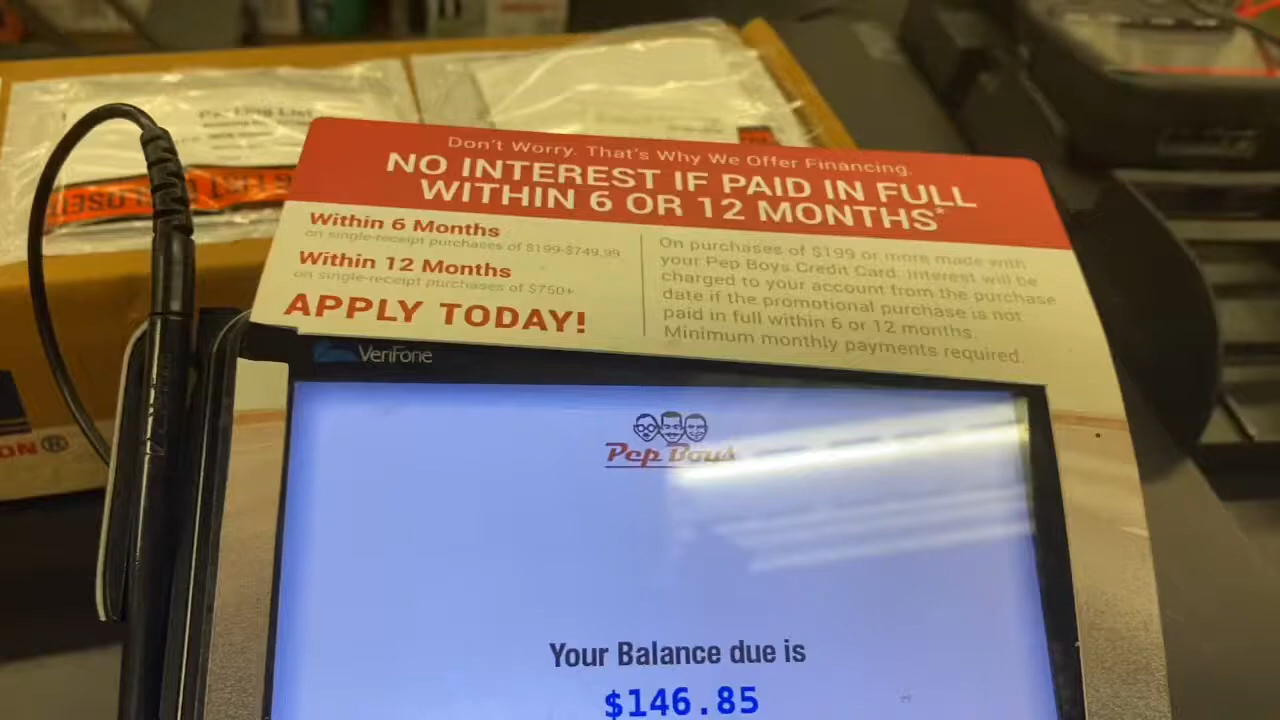 Packing List
Don't Worry. That's Why We Offer Financing.
NO INTEREST IF PAID IN FULL
WITHIN 6 OR 12 MONTHS*
Within 6 Months
on single-receipt purchases of $199-$749.99
Within 12 Months
on single-receipt purchases of $750+
APPLY TODAY!
On purchases of $199 or more made with
your Pep Boys Credit Card. Interest will be
charged to your account from the purchase
date if the promotional purchase is not
paid in full within 6 or 12 months.
Minimum monthly payments required.
VeriFone
ON®
Pep Boys
Your Balance due is
$146.85